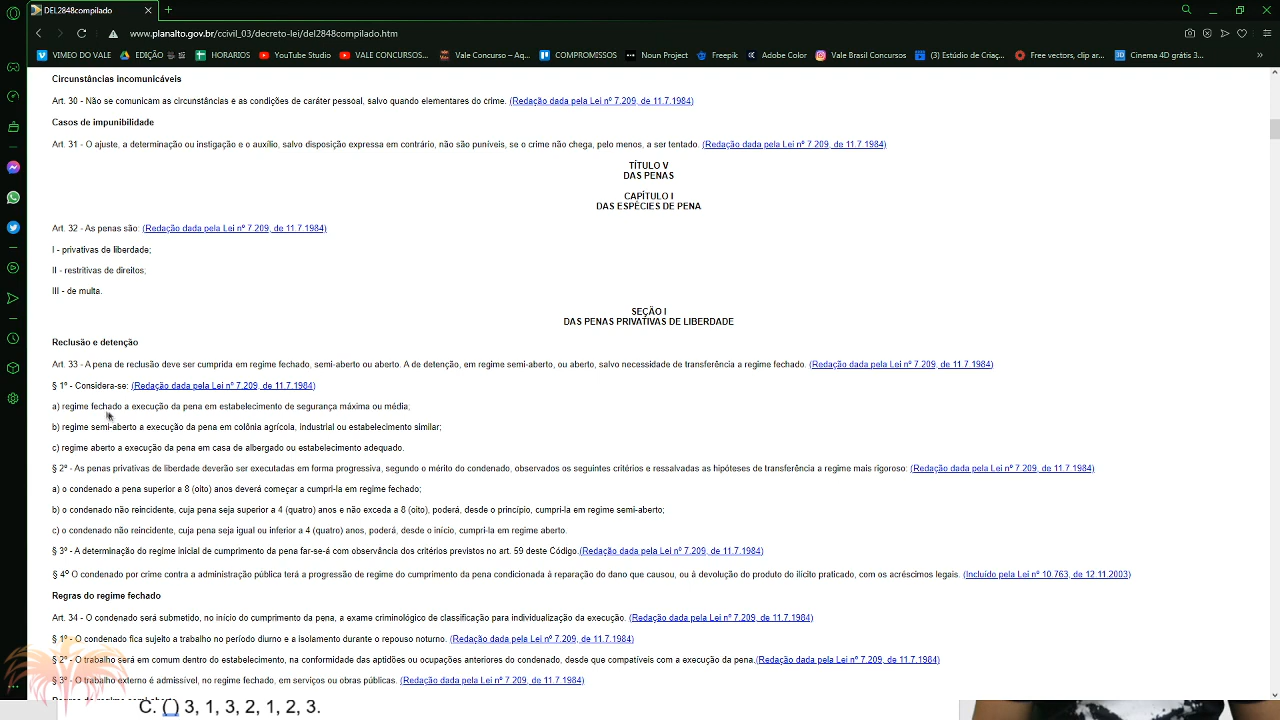 DEL2848compilado
www.planalto.gov.br/civil_03/decreto-lei/del2848compilado.htm
VIMEO DO VALE EDIÇÃO HORARIOS YouTube Studio VALE CONCURSOS... Vale Concurso – Aq... COMPROMISSOS Noun Project Freepik Adobe Color Vale Brasil Concursos (3) Estúdio de Criaç... Free vectors, clip ar... Cinema 4D grátis 3... »
Circunstâncias incomunicáveis
Art. 30 - Não se comunicam as circunstâncias e as condições de caráter pessoal, salvo quando elementares do crime. (Redação dada pela Lei nº 7.209, de 11.7.1984)
Casos de impunibilidade
Art. 31 - O ajuste, a determinação ou instigação e o auxílio, salvo disposição expressa em contrário, não são puníveis, se o crime não chega, pelo menos, a ser tentado. (Redação dada pela Lei nº 7.209, de 11.7.1984)
TÍTULO V
DAS PENAS
CAPÍTULO I
DAS ESPÉCIES DE PENA
Art. 32 - As penas são: (Redação dada pela Lei nº 7.209, de 11.7.1984)
I - privativas de liberdade;
II - restritivas de direitos;
III - de multa.
SEÇÃO I
DAS PENAS PRIVATIVAS DE LIBERDADE
Reclusão e detenção
Art. 33 - A pena de reclusão deve ser cumprida em regime fechado, semi-aberto ou aberto. A de detenção, em regime semi-aberto, ou aberto, salvo necessidade de transferência a regime fechado. (Redação dada pela Lei nº 7.209, de 11.7.1984)
§ 1º - Considera-se: (Redação dada pela Lei nº 7.209, de 11.7.1984)
a) regime fechado a execução da pena em estabelecimento de segurança máxima ou média;
b) regime semi-aberto a execução da pena em colônia agrícola, industrial ou estabelecimento similar;
c) regime aberto a execução da pena em casa de albergado ou estabelecimento adequado.
§ 2º - As penas privativas de liberdade deverão ser executadas em forma progressiva, segundo o mérito do condenado, observados os seguintes critérios e ressalvadas as hipóteses de transferência a regime mais rigoroso: (Redação dada pela Lei nº 7.209, de 11.7.1984)
a) o condenado a pena superior a 8 (oito) anos deverá começar a cumpri-la em regime fechado;
b) o condenado não reincidente, cuja pena seja superior a 4 (quatro) anos e não exceda a 8 (oito), poderá, desde o princípio, cumpri-la em regime semi-aberto;
c) o condenado não reincidente, cuja pena seja igual ou inferior a 4 (quatro) anos, poderá, desde o início, cumpri-la em regime aberto.
§ 3º - A determinação do regime inicial de cumprimento da pena far-se-á com observância dos critérios previstos no art. 59 deste Código.(Redação dada pela Lei nº 7.209, de 11.7.1984)
§ 4º O condenado por crime contra a administração pública terá a progressão de regime do cumprimento da pena condicionada à reparação do dano que causou, ou à devolução do produto do ilícito praticado, com os acréscimos legais. (Incluído pela Lei nº 10.763, de 12.11.2003)
Regras do regime fechado
Art. 34 - O condenado será submetido, no início do cumprimento da pena, a exame criminológico de classificação para individualização da execução. (Redação dada pela Lei nº 7.209, de 11.7.1984)
§ 1º - O condenado fica sujeito a trabalho no período diurno e a isolamento durante o repouso noturno. (Redação dada pela Lei nº 7.209, de 11.7.1984)
§ 2º - O trabalho será em comum dentro do estabelecimento, na conformidade das aptidões ou ocupações anteriores do condenado, desde que compatíveis com a execução da pena.(Redação dada pela Lei nº 7.209, de 11.7.1984)
§ 3º - O trabalho externo é admissível, no regime fechado, em serviços ou obras públicas. (Redação dada pela Lei nº 7.209, de 11.7.1984)
C. ( ) 3, 1, 3, 2, 1, 2, 3.